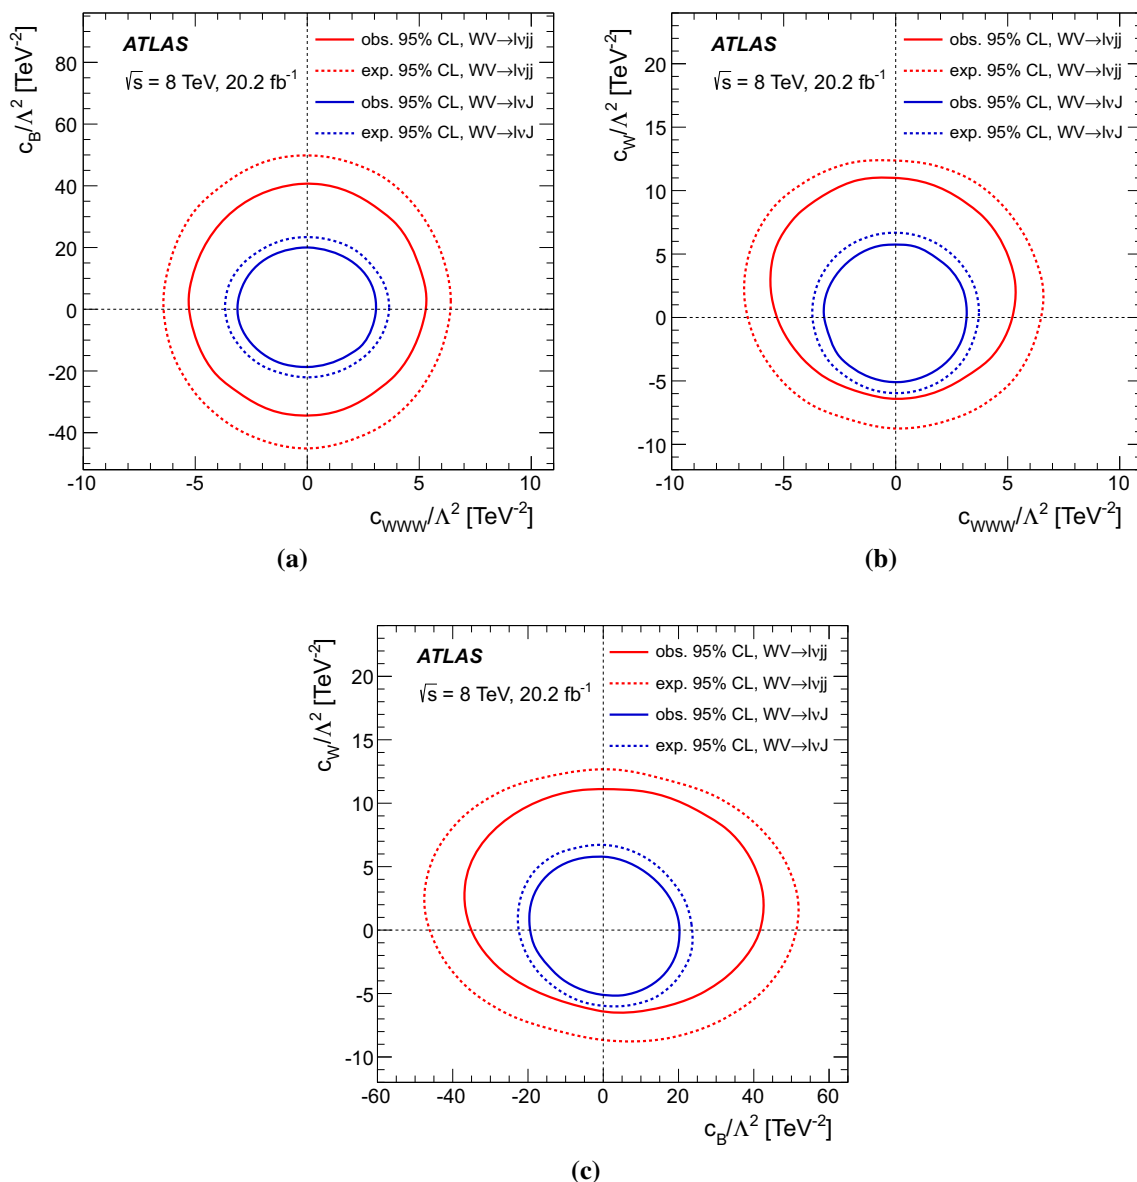 ATLAS
√s = 8 TeV, 20.2 fb⁻¹
obs. 95% CL, WV→lνjj
exp. 95% CL, WV→lνjj
obs. 95% CL, WV→lνJ
exp. 95% CL, WV→lνJ
c_B/Λ² [TeV⁻²]
80
60
40
20
0
-20
-40
-10
-5
0
5
10
c_WWW/Λ² [TeV⁻²]
(a)
ATLAS
√s = 8 TeV, 20.2 fb⁻¹
obs. 95% CL, WV→lνjj
exp. 95% CL, WV→lνjj
obs. 95% CL, WV→lνJ
exp. 95% CL, WV→lνJ
c_W/Λ² [TeV⁻²]
20
15
10
5
0
-5
-10
-10
-5
0
5
10
c_WWW/Λ² [TeV⁻²]
(b)
ATLAS
√s = 8 TeV, 20.2 fb⁻¹
obs. 95% CL, WV→lνjj
exp. 95% CL, WV→lνjj
obs. 95% CL, WV→lνJ
exp. 95% CL, WV→lνJ
c_W/Λ² [TeV⁻²]
20
15
10
5
0
-5
-10
-60
-40
-20
0
20
40
60
c_B/Λ² [TeV⁻²]
(c)